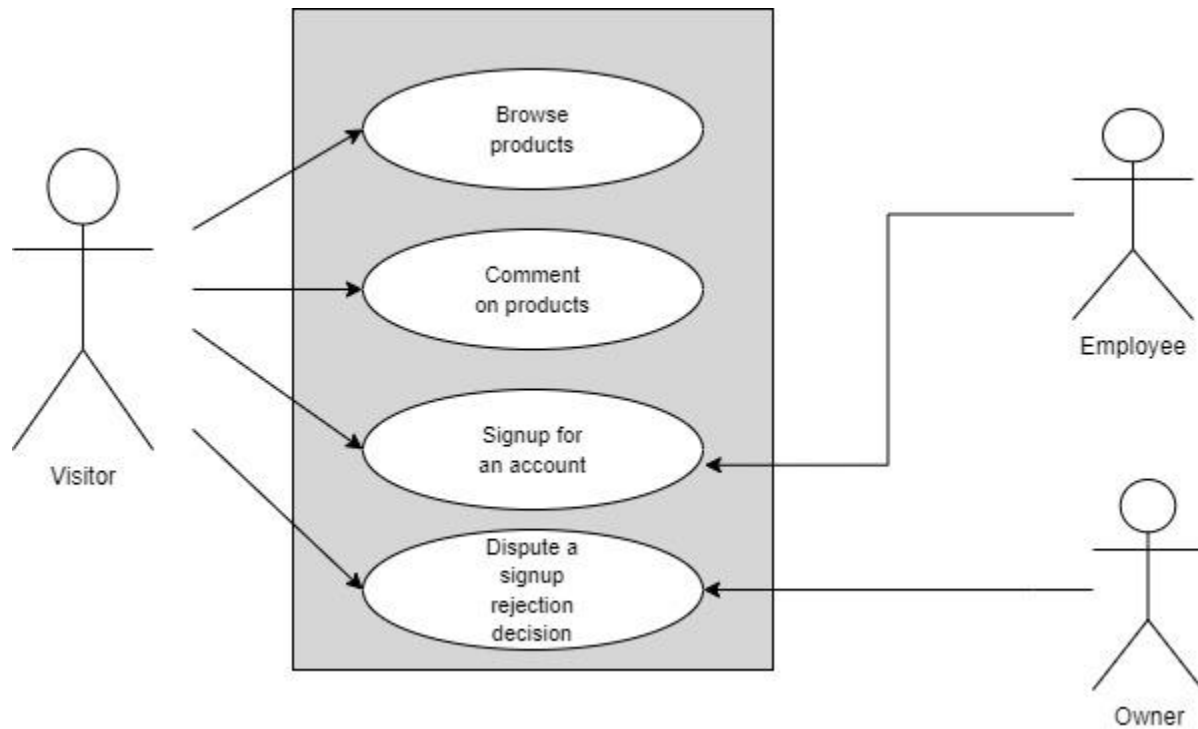 Browse
products
Comment
on products
Signup for
an account
Dispute a
signup
rejection
decision
Visitor
Employee
Owner